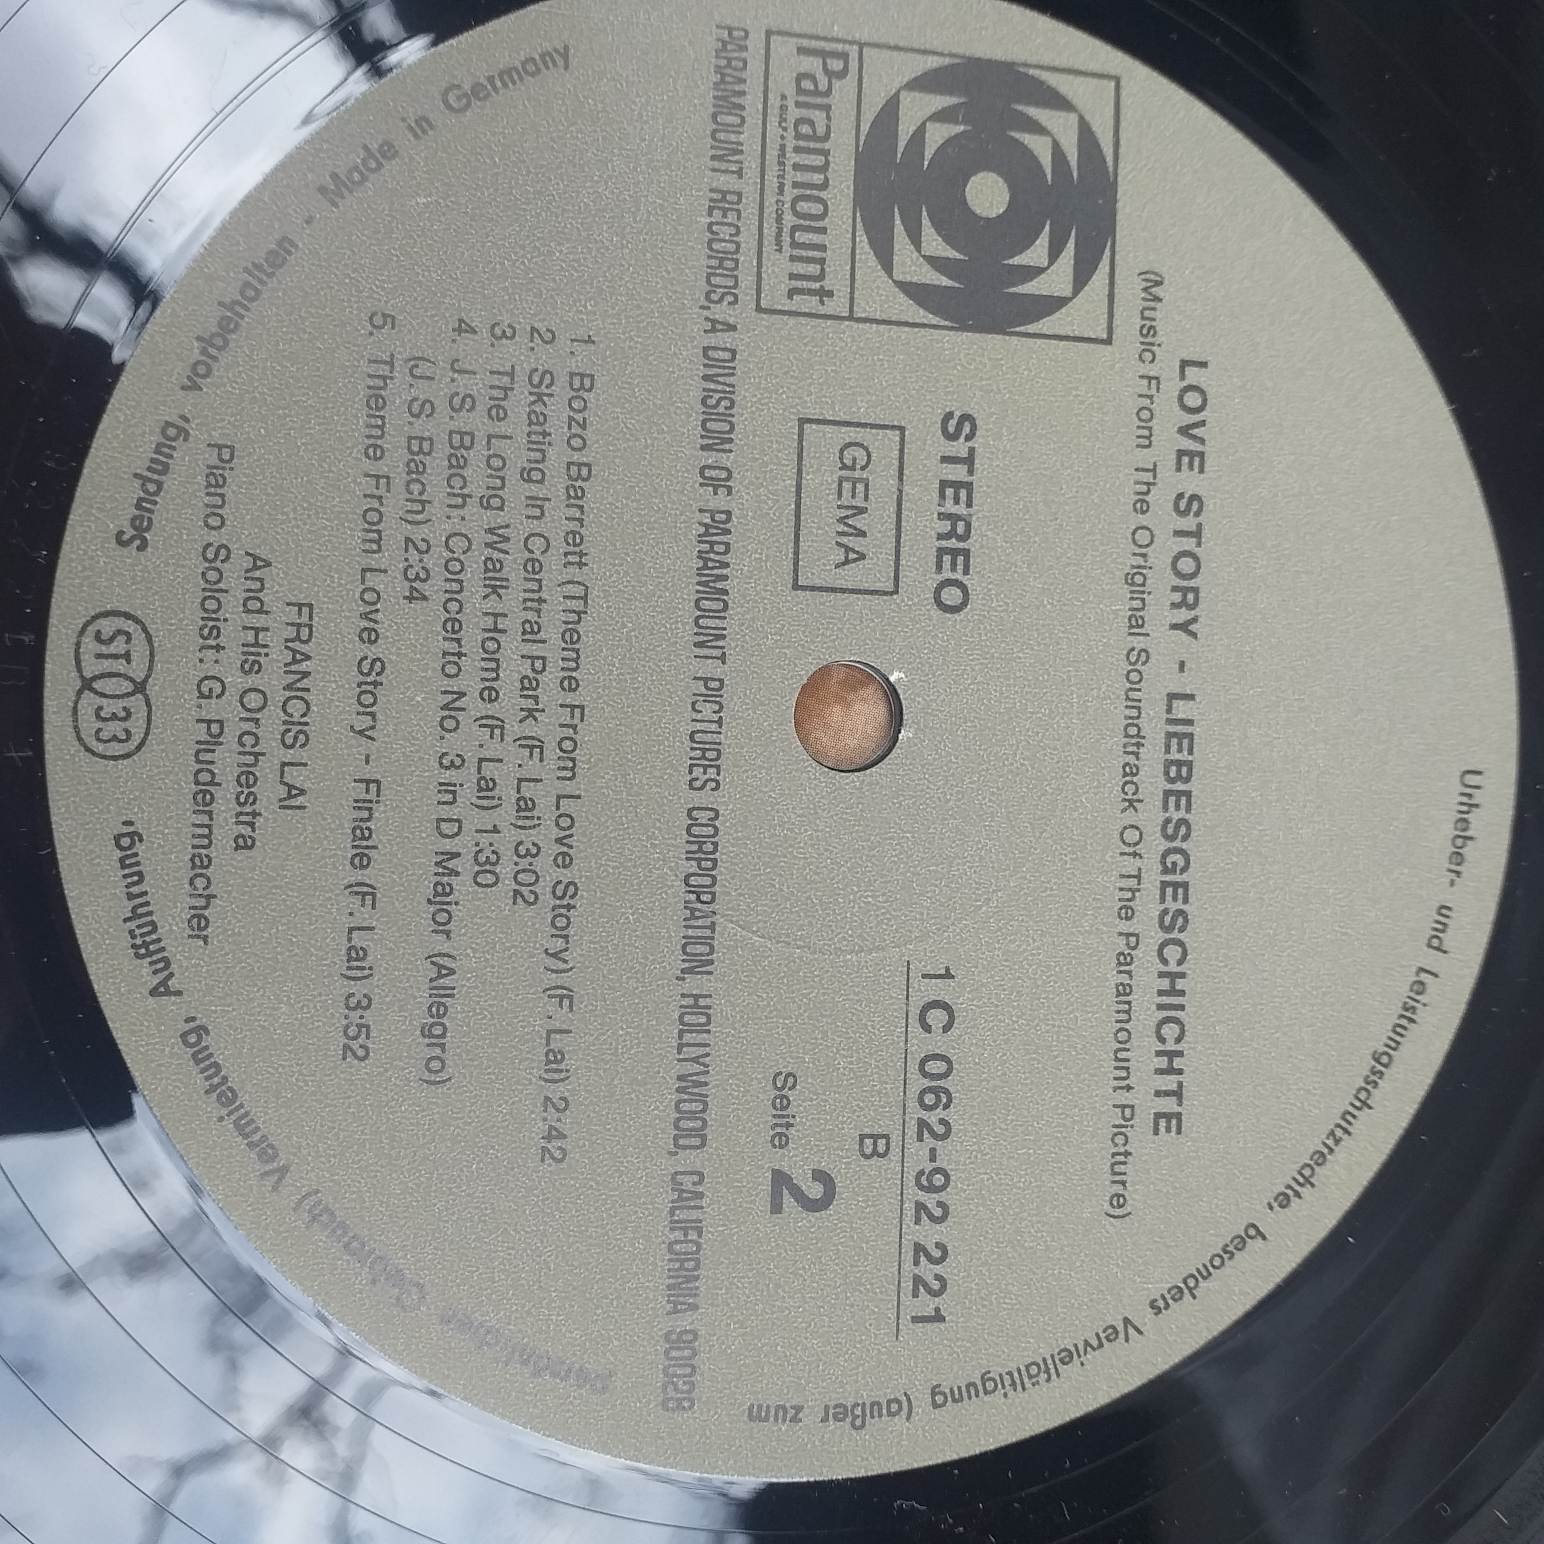 LOVE STORY - LIEBESGESCHICHTE
(Music From The Original Soundtrack Of The Paramount Picture)
Paramount
A GULF + WESTERN COMPANY
STEREO
GEMA
1 C 062-92 221
B
Seite 2
PARAMOUNT RECORDS, A DIVISION OF PARAMOUNT PICTURES CORPORATION, HOLLYWOOD, CALIFORNIA 90028
1. Bozo Barrett (Theme From Love Story) (F. Lai) 2:42
2. Skating In Central Park (F. Lai) 3:02
3. The Long Walk Home (F. Lai) 1:30
4. J.S. Bach: Concerto No. 3 in D Major (Allegro)
(J.S. Bach) 2:34
5. Theme From Love Story - Finale (F. Lai) 3:52
FRANCIS LAI
And His Orchestra
Piano Soloist: G. Pludermacher
ST 33
Urheber- und Leistungsschutzrechte, besonders Vervielfältigung (außer zum persönlichen Gebrauch) Vermietung, Aufführung, Sendung, vorbehalten - Made in Germany